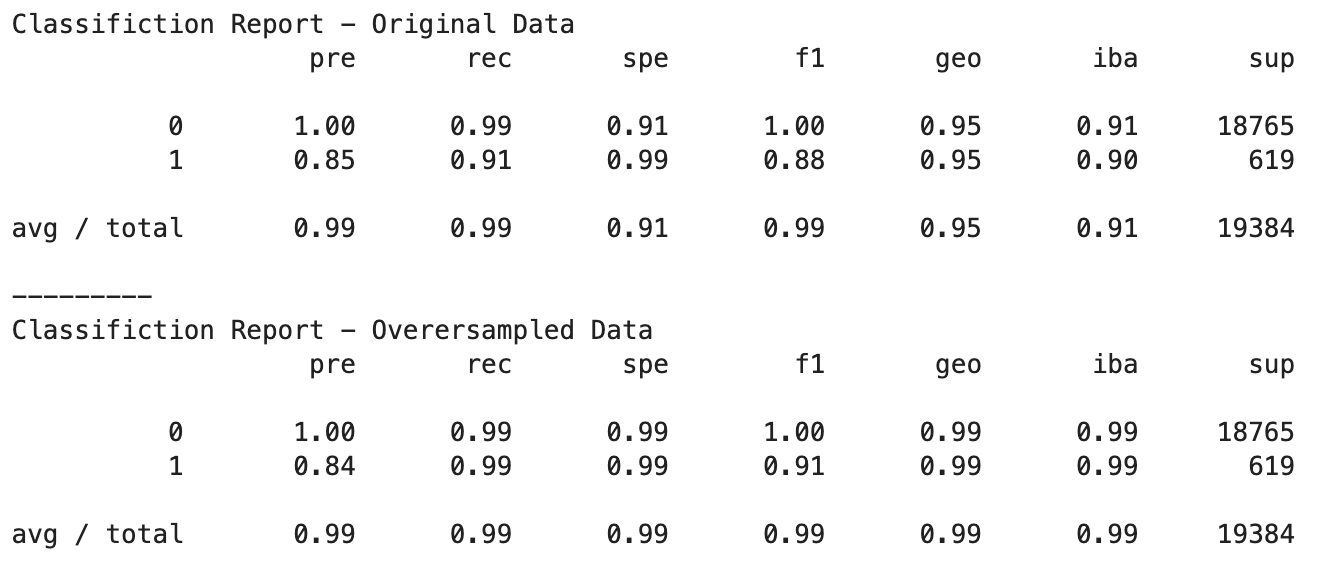 Classifiction Report - Original Data
pre rec spe f1 geo iba sup
0 1.00 0.99 0.91 1.00 0.95 0.91 18765
1 0.85 0.91 0.99 0.88 0.95 0.90 619
avg / total 0.99 0.99 0.91 0.99 0.95 0.91 19384
---------
Classifiction Report - Overersampled Data
pre rec spe f1 geo iba sup
0 1.00 0.99 0.99 1.00 0.99 0.99 18765
1 0.84 0.99 0.99 0.91 0.99 0.99 619
avg / total 0.99 0.99 0.99 0.99 0.99 0.99 19384